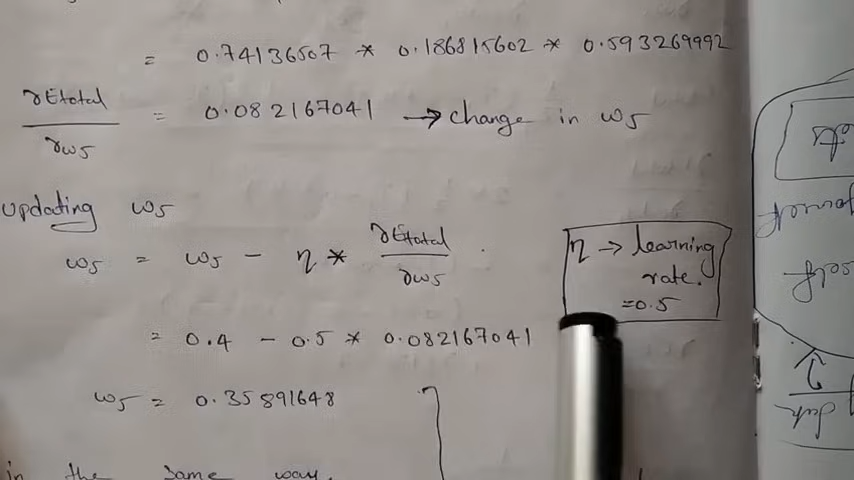 = 0.74136507 * 0.186815602 * 0.593269992
∂Etotal
∂w5
= 0.082167041 → change in w5
updating w5
w5 = w5 - η * ∂Etotal
∂w5
η → learning
rate.
=0.5
= 0.4 - 0.5 * 0.082167041
w5 = 0.35891648
in the same way.